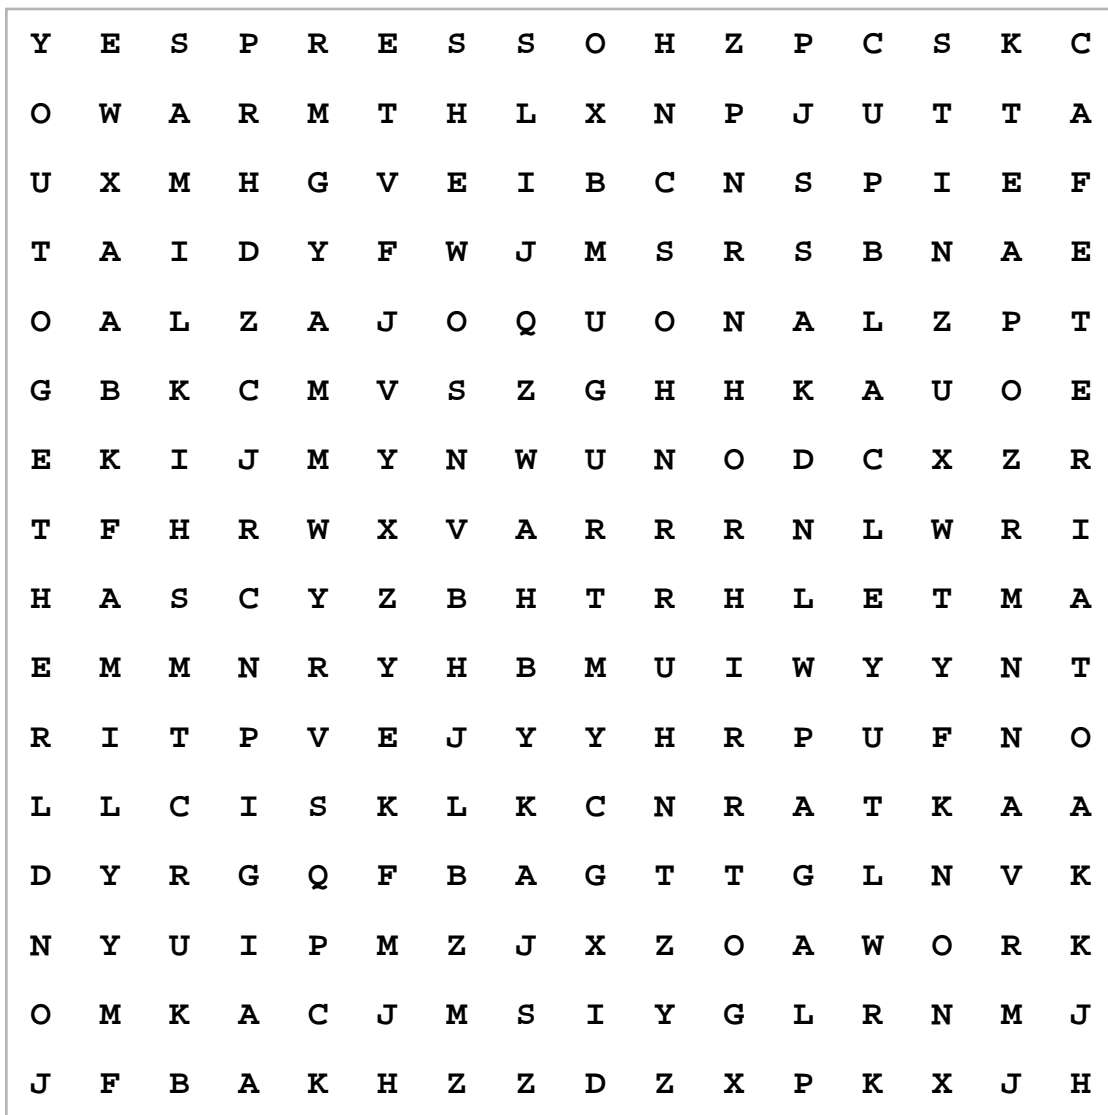 Y E S P R E S S O H Z P C S K C
O W A R M T H L X N P J U T T A
U X M H G V E I B C N S P I E F
T A I D Y F W J M S R S B N A E
O A L Z A J O Q U O N A L Z P T
G B K C M V S Z G H H K A U O E
E K I J M Y N W U N O D C X Z R
T F H R W X V A R R R N L W R I
H A S C Y Z B H T R H L E T M A
E M M N R Y H B M U I W Y Y N T
R I T P V E J Y Y H R P U F N O
L L C I S K L K C N R A T K A A
D Y R G Q F B A G T T G L N V K
N Y U I P M Z J X Z O A W O R K
O M K A C J M S I Y G L R N M J
J F B A K H Z Z D Z X P K X J H